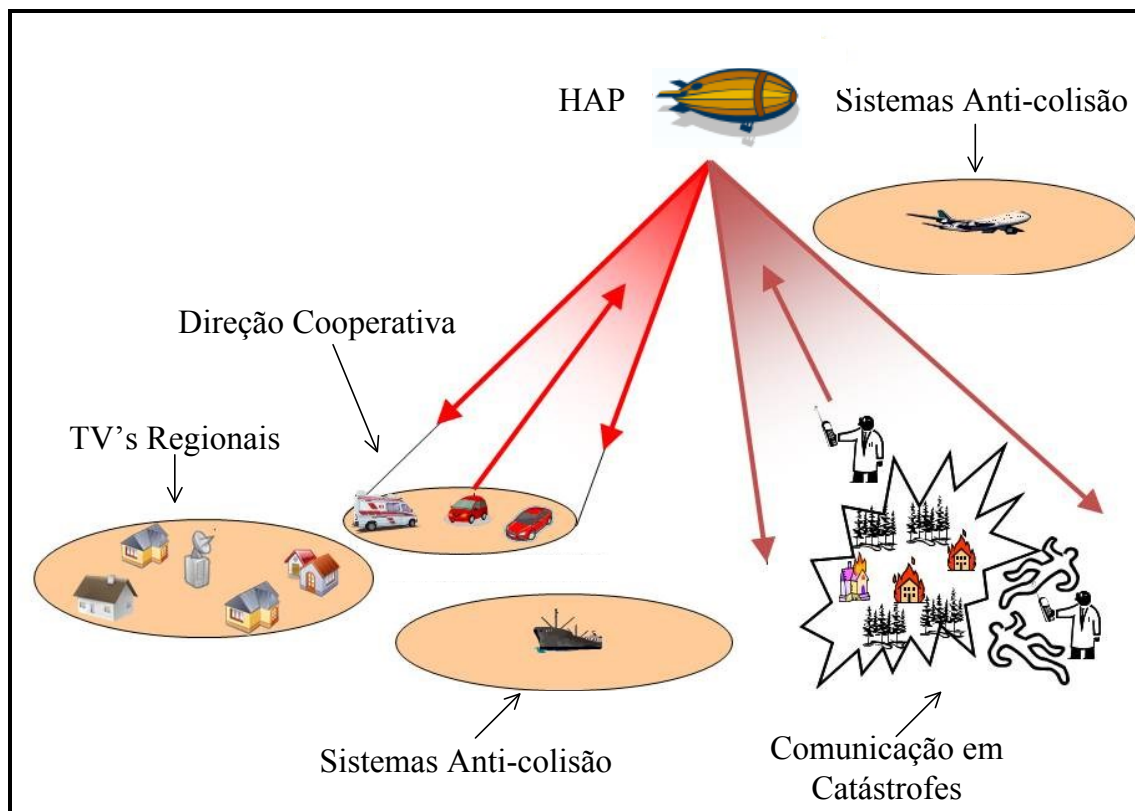 HAP
Sistemas Anti-colisão
Direção Cooperativa
TV’s Regionais
Sistemas Anti-colisão
Comunicação em
Catástrofes